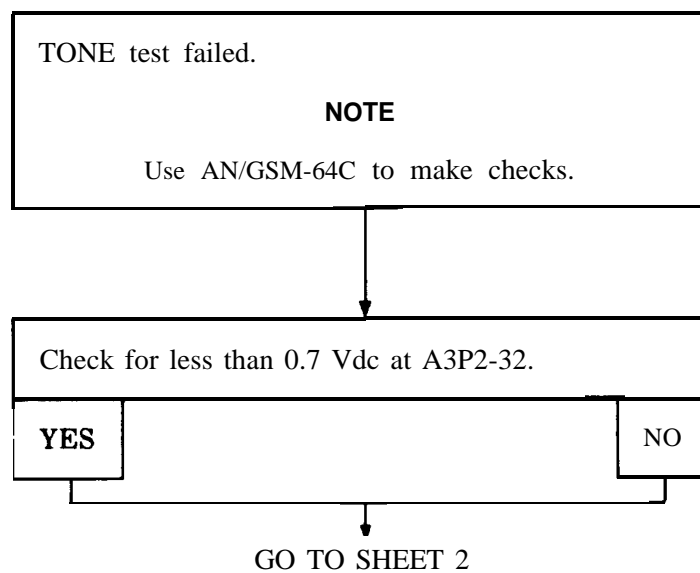 TONE test failed.
NOTE
Use AN/GSM-64C to make checks.
Check for less than 0.7 Vdc at A3P2-32.
YES
NO
GO TO SHEET 2